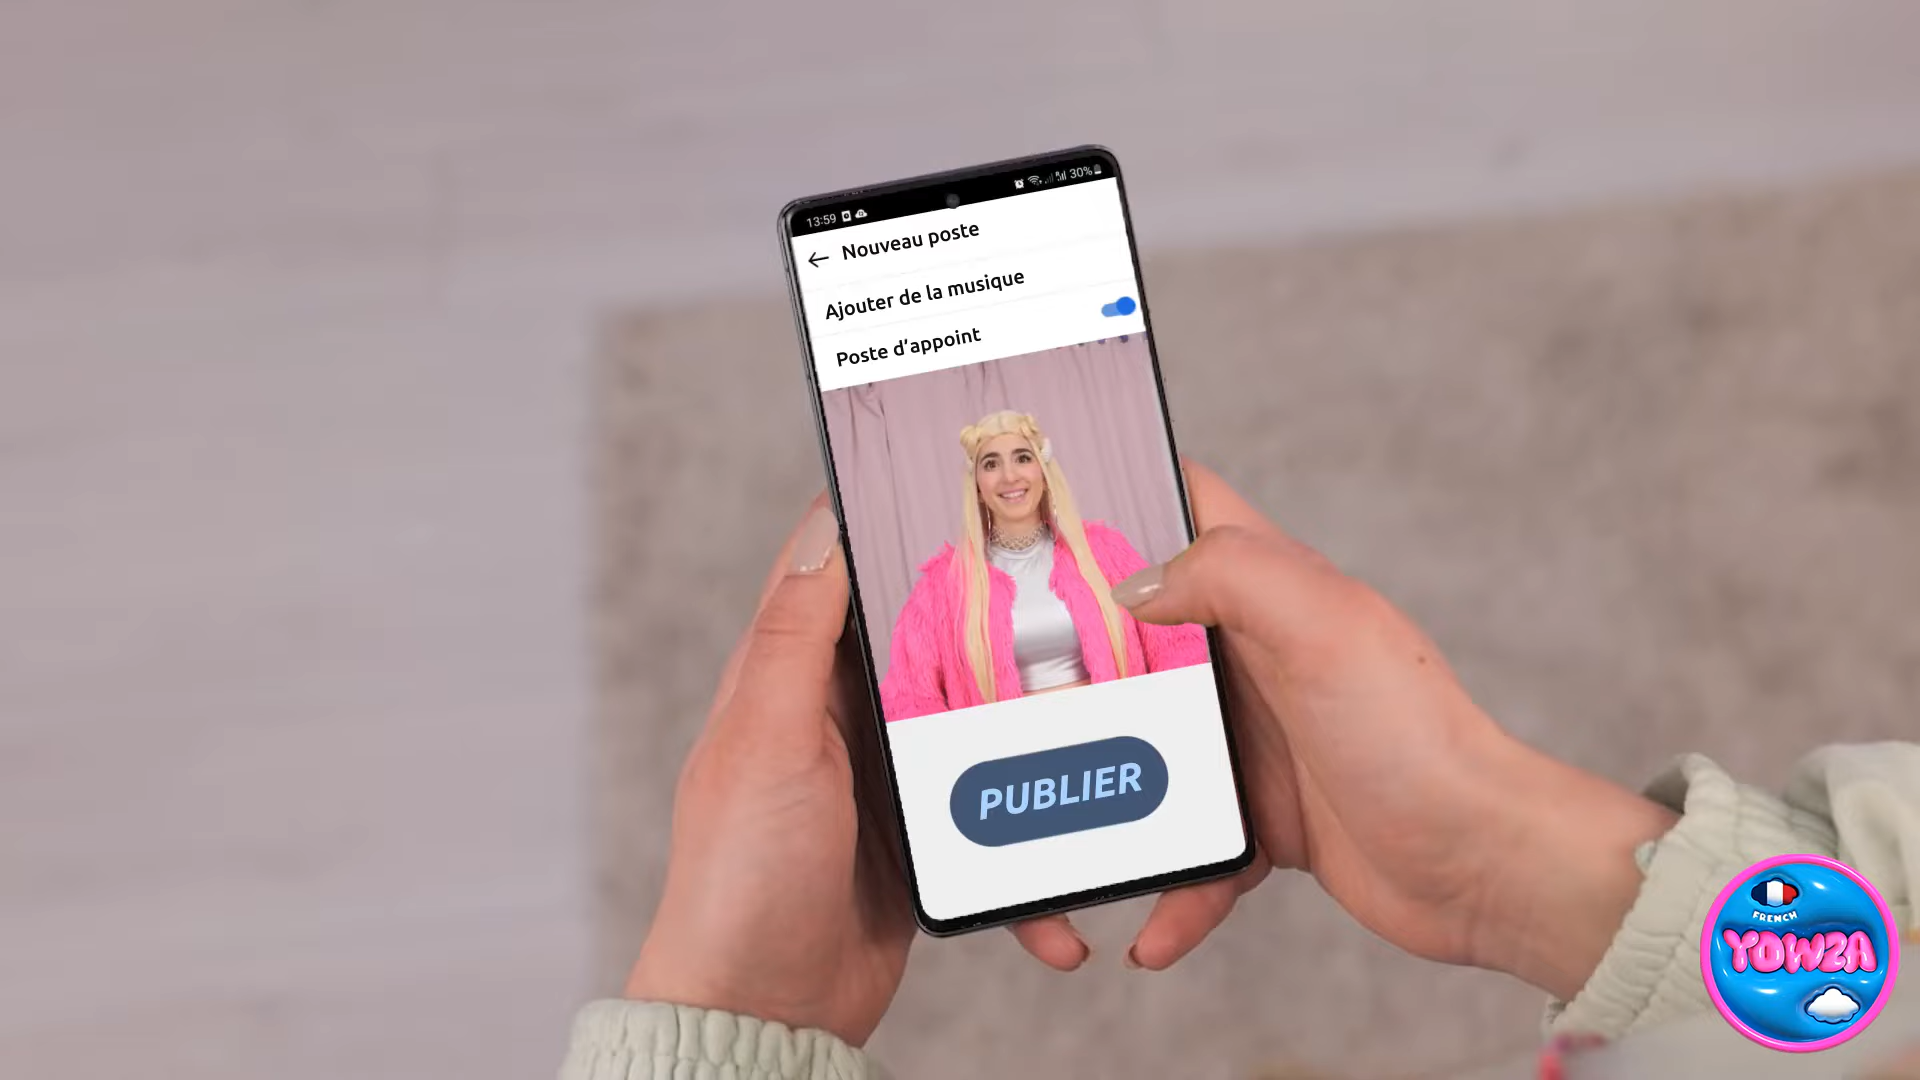 13:59
30%
Nouveau poste
Ajouter de la musique
Poste d'appoint
PUBLIER
FRENCH
YOWZA